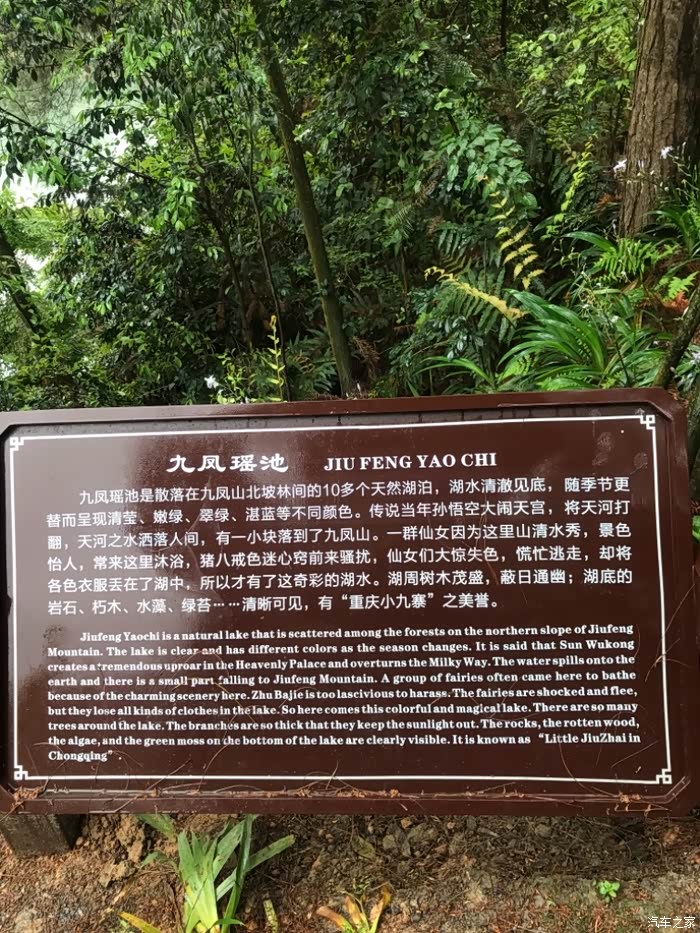 九凤瑶池 JIU FENG YAO CHI
九凤瑶池是散落在九凤山北坡林间的10多个天然湖泊，湖水清澈见底，随季节更
替而呈现清莹、嫩绿、翠绿、湛蓝等不同颜色。传说当年孙悟空大闹天宫，将天河打
翻，天河之水洒落人间，有一小块落到了九凤山。一群仙女因为这里山清水秀，景色
怡人，常来这里沐浴，猪八戒色迷心窍前来骚扰，仙女们大惊失色，慌忙逃走，却将
各色衣服丢在了湖中，所以才有了这奇彩的湖水。湖周树木茂盛，蔽日通幽；湖底的
岩石、朽木、水藻、绿苔……清晰可见，有“重庆小九寨”之美誉。
Jiufeng Yaochi is a natural lake that is scattered among the forests on the northern slope of Jiufeng
Mountain. The lake is clear and has different colors as the season changes. It is said that Sun Wukong
creates a tremendous uproar in the Heavenly Palace and overturns the Milky Way. The water spills onto the
earth and there is a small part falling to Jiufeng Mountain. A group of fairies often came here to bathe
because of the charming scenery here. Zhu Bajie is too lascivious to harass. The fairies are shocked and flee,
but they lose all kinds of clothes in the lake. So here comes this colorful and magical lake. There are so many
trees around the lake. The branches are so thick that they keep the sunlight out. The rocks, the rotten wood,
the algae, and the green moss on the bottom of the lake are clearly visible. It is known as “Little JiuZhai in
Chongqing”.
汽车之家